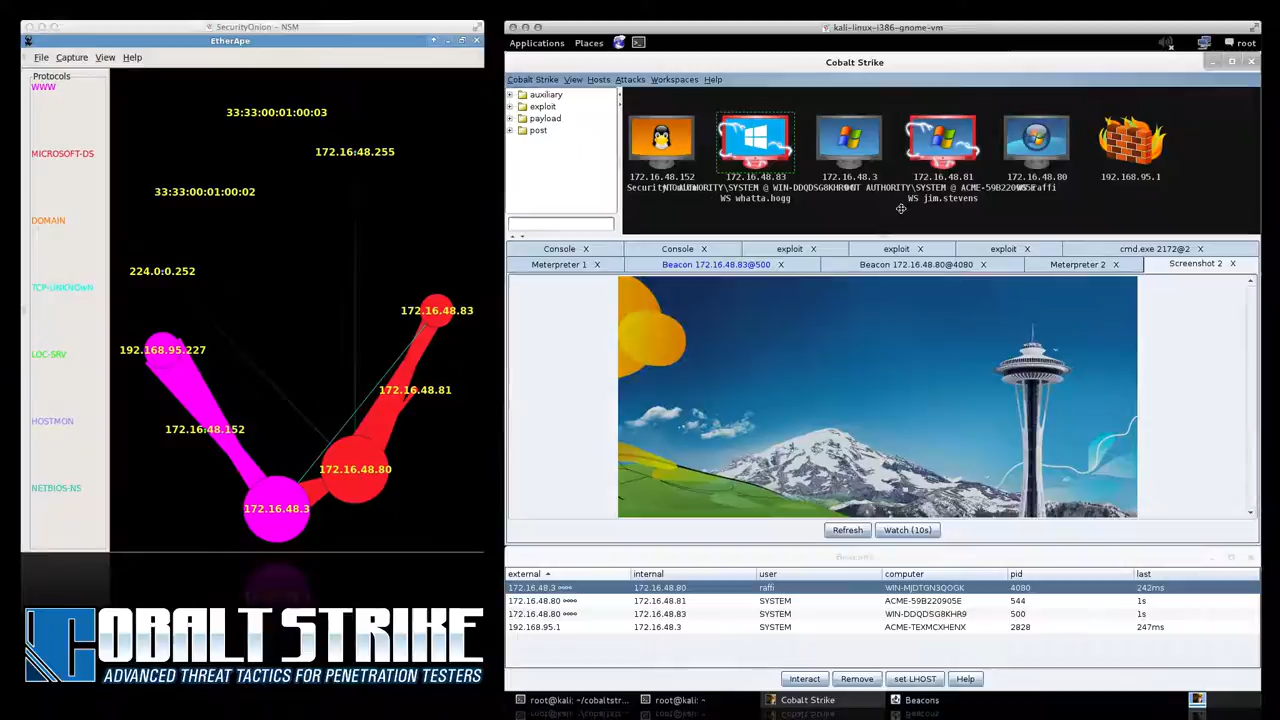 SecurityOnion - NSM
EtherApe
File Capture View Help
Protocols
WWW
MICROSOFT-DS
DOMAIN
TCP-UNKNOWN
LOC-SRV
HOSTMON
NETBIOS-NS
33:33:00:01:00:03
172.16.48.255
33:33:00:01:00:02
224.0.0.252
172.16.48.83
192.168.95.227
172.16.48.81
172.16.48.152
172.16.48.80
172.16.48.3
COBALT STRIKE
ADVANCED THREAT TACTICS FOR PENETRATION TESTERS
kali-linux-i386-gnome-vm
Applications Places root
Cobalt Strike
Cobalt Strike View Hosts Attacks Workspaces Help
auxiliary
exploit
payload
post
172.16.48.152 172.16.48.83 172.16.48.3 172.16.48.81 172.16.48.80 192.168.95.1
AUTHORITY\SYSTEM @ AUTHORITY\SYSTEM @
WS whatta.hogg WS jim.stevens
Console X Console X exploit X exploit X exploit X cmd.exe 2172@2 X
Meterpreter 1 X Beacon 172.16.48.83@500 X Beacon 172.16.48.80@4080 X Meterpreter 2 X Screenshot 2 X
Refresh Watch (10s)
Beacons
external internal user computer pid last
172.16.48.3 172.16.48.80 raffi WIN-MJDTGN3QOGK 4080 242ms
172.16.48.80 172.16.48.81 SYSTEM ACME-59B220905E 544 1s
172.16.48.80 172.16.48.83 SYSTEM WIN-DDQDSG8KHR9 500 1s
192.168.95.1 172.16.48.3 SYSTEM ACME-TEXMCXHENX 2828 247ms
Interact Remove set LHOST Help
root@kali: ~/cobaltstr... root@kali: ~ Cobalt Strike Beacons